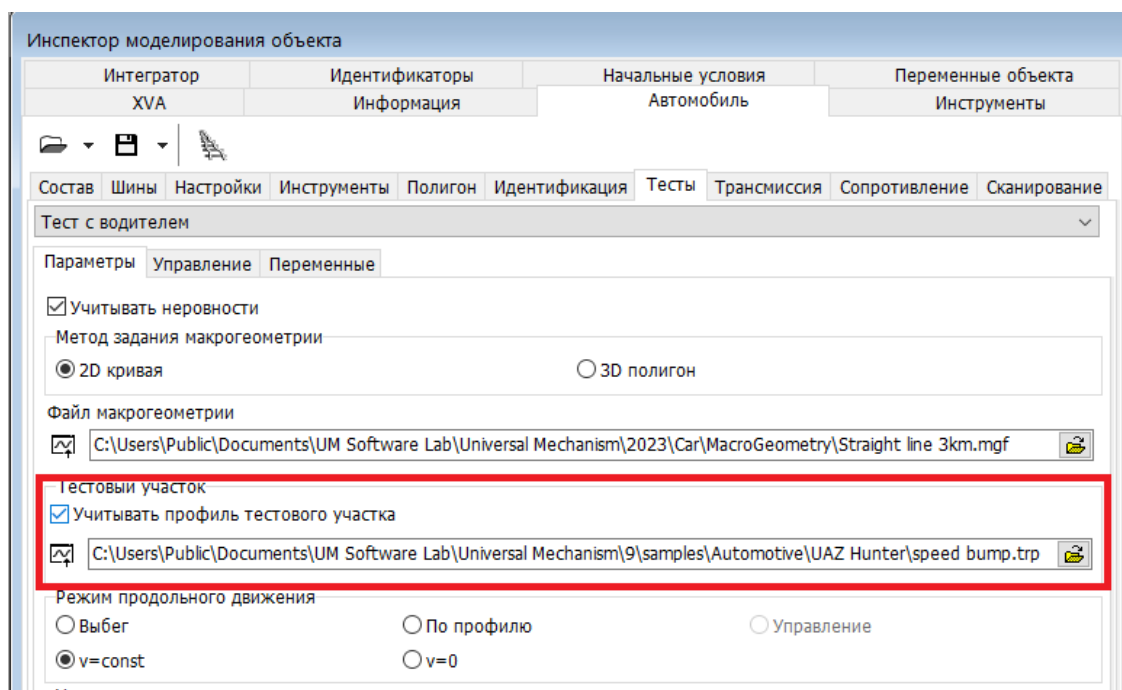 Инспектор моделирования объекта
Интегратор Идентификаторы Начальные условия Переменные объекта
XVA Информация Автомобиль Инструменты
Состав Шины Настройки Инструменты Полигон Идентификация Тесты Трансмиссия Сопротивление Сканирование
Тест с водителем
Параметры Управление Переменные
Учитывать неровности
Метод задания макрогеометрии
2D кривая 3D полигон
Файл макрогеометрии
C:\Users\Public\Documents\UM Software Lab\Universal Mechanism\2023\Car\MacroGeometry\Straight line 3km.mgf
Тестовый участок
Учитывать профиль тестового участка
C:\Users\Public\Documents\UM Software Lab\Universal Mechanism\9\samples\Automotive\UAZ Hunter\speed bump.trp
Режим продольного движения
Выбег По профилю Управление
v=const v=0